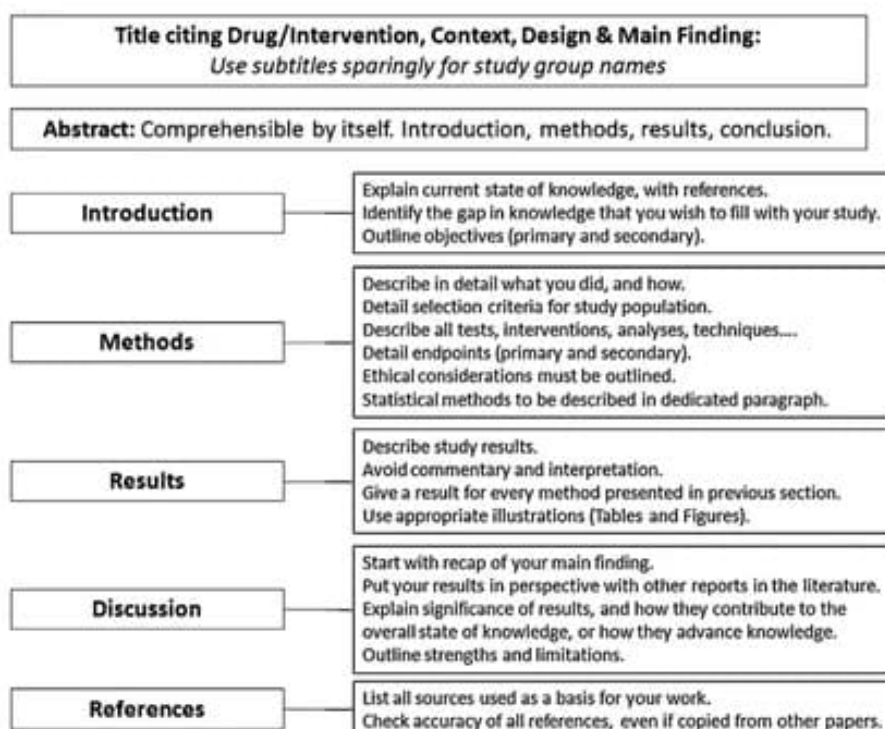 Title citing Drug/Intervention, Context, Design & Main Finding:
Use subtitles sparingly for study group names
Abstract: Comprehensible by itself. Introduction, methods, results, conclusion.
Introduction
Explain current state of knowledge, with references.
Identify the gap in knowledge that you wish to fill with your study.
Outline objectives (primary and secondary).
Methods
Describe in detail what you did, and how.
Detail selection criteria for study population.
Describe all tests, interventions, analyses, techniques....
Detail endpoints (primary and secondary).
Ethical considerations must be outlined.
Statistical methods to be described in dedicated paragraph.
Results
Describe study results.
Avoid commentary and interpretation.
Give a result for every method presented in previous section.
Use appropriate illustrations (Tables and Figures).
Discussion
Start with recap of your main finding.
Put your results in perspective with other reports in the literature.
Explain significance of results, and how they contribute to the
overall state of knowledge, or how they advance knowledge.
Outline strengths and limitations.
References
List all sources used as a basis for your work.
Check accuracy of all references, even if copied from other papers.